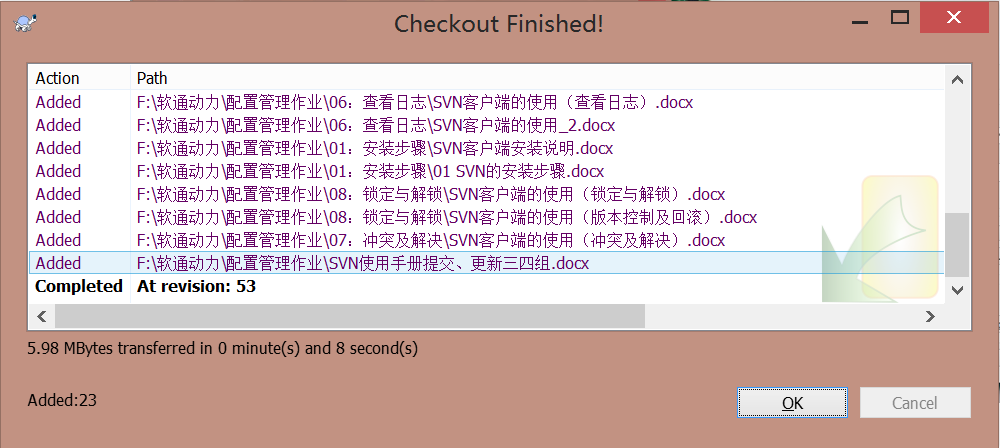 Checkout Finished!
Action Path
Added F:\软通动力\配置管理作业\06：查看日志\SVN客户端的使用（查看日志）.docx
Added F:\软通动力\配置管理作业\06：查看日志\SVN客户端的使用_2.docx
Added F:\软通动力\配置管理作业\01：安装步骤\SVN客户端安装说明.docx
Added F:\软通动力\配置管理作业\01：安装步骤\01 SVN的安装步骤.docx
Added F:\软通动力\配置管理作业\08：锁定与解锁\SVN客户端的使用（锁定与解锁）.docx
Added F:\软通动力\配置管理作业\08：锁定与解锁\SVN客户端的使用（版本控制及回滚）.docx
Added F:\软通动力\配置管理作业\07：冲突及解决\SVN客户端的使用（冲突及解决）.docx
Added F:\软通动力\配置管理作业\SVN使用手册提交、更新三四组.docx
Completed At revision: 53
5.98 MBytes transferred in 0 minute(s) and 8 second(s)
Added:23
OK Cancel